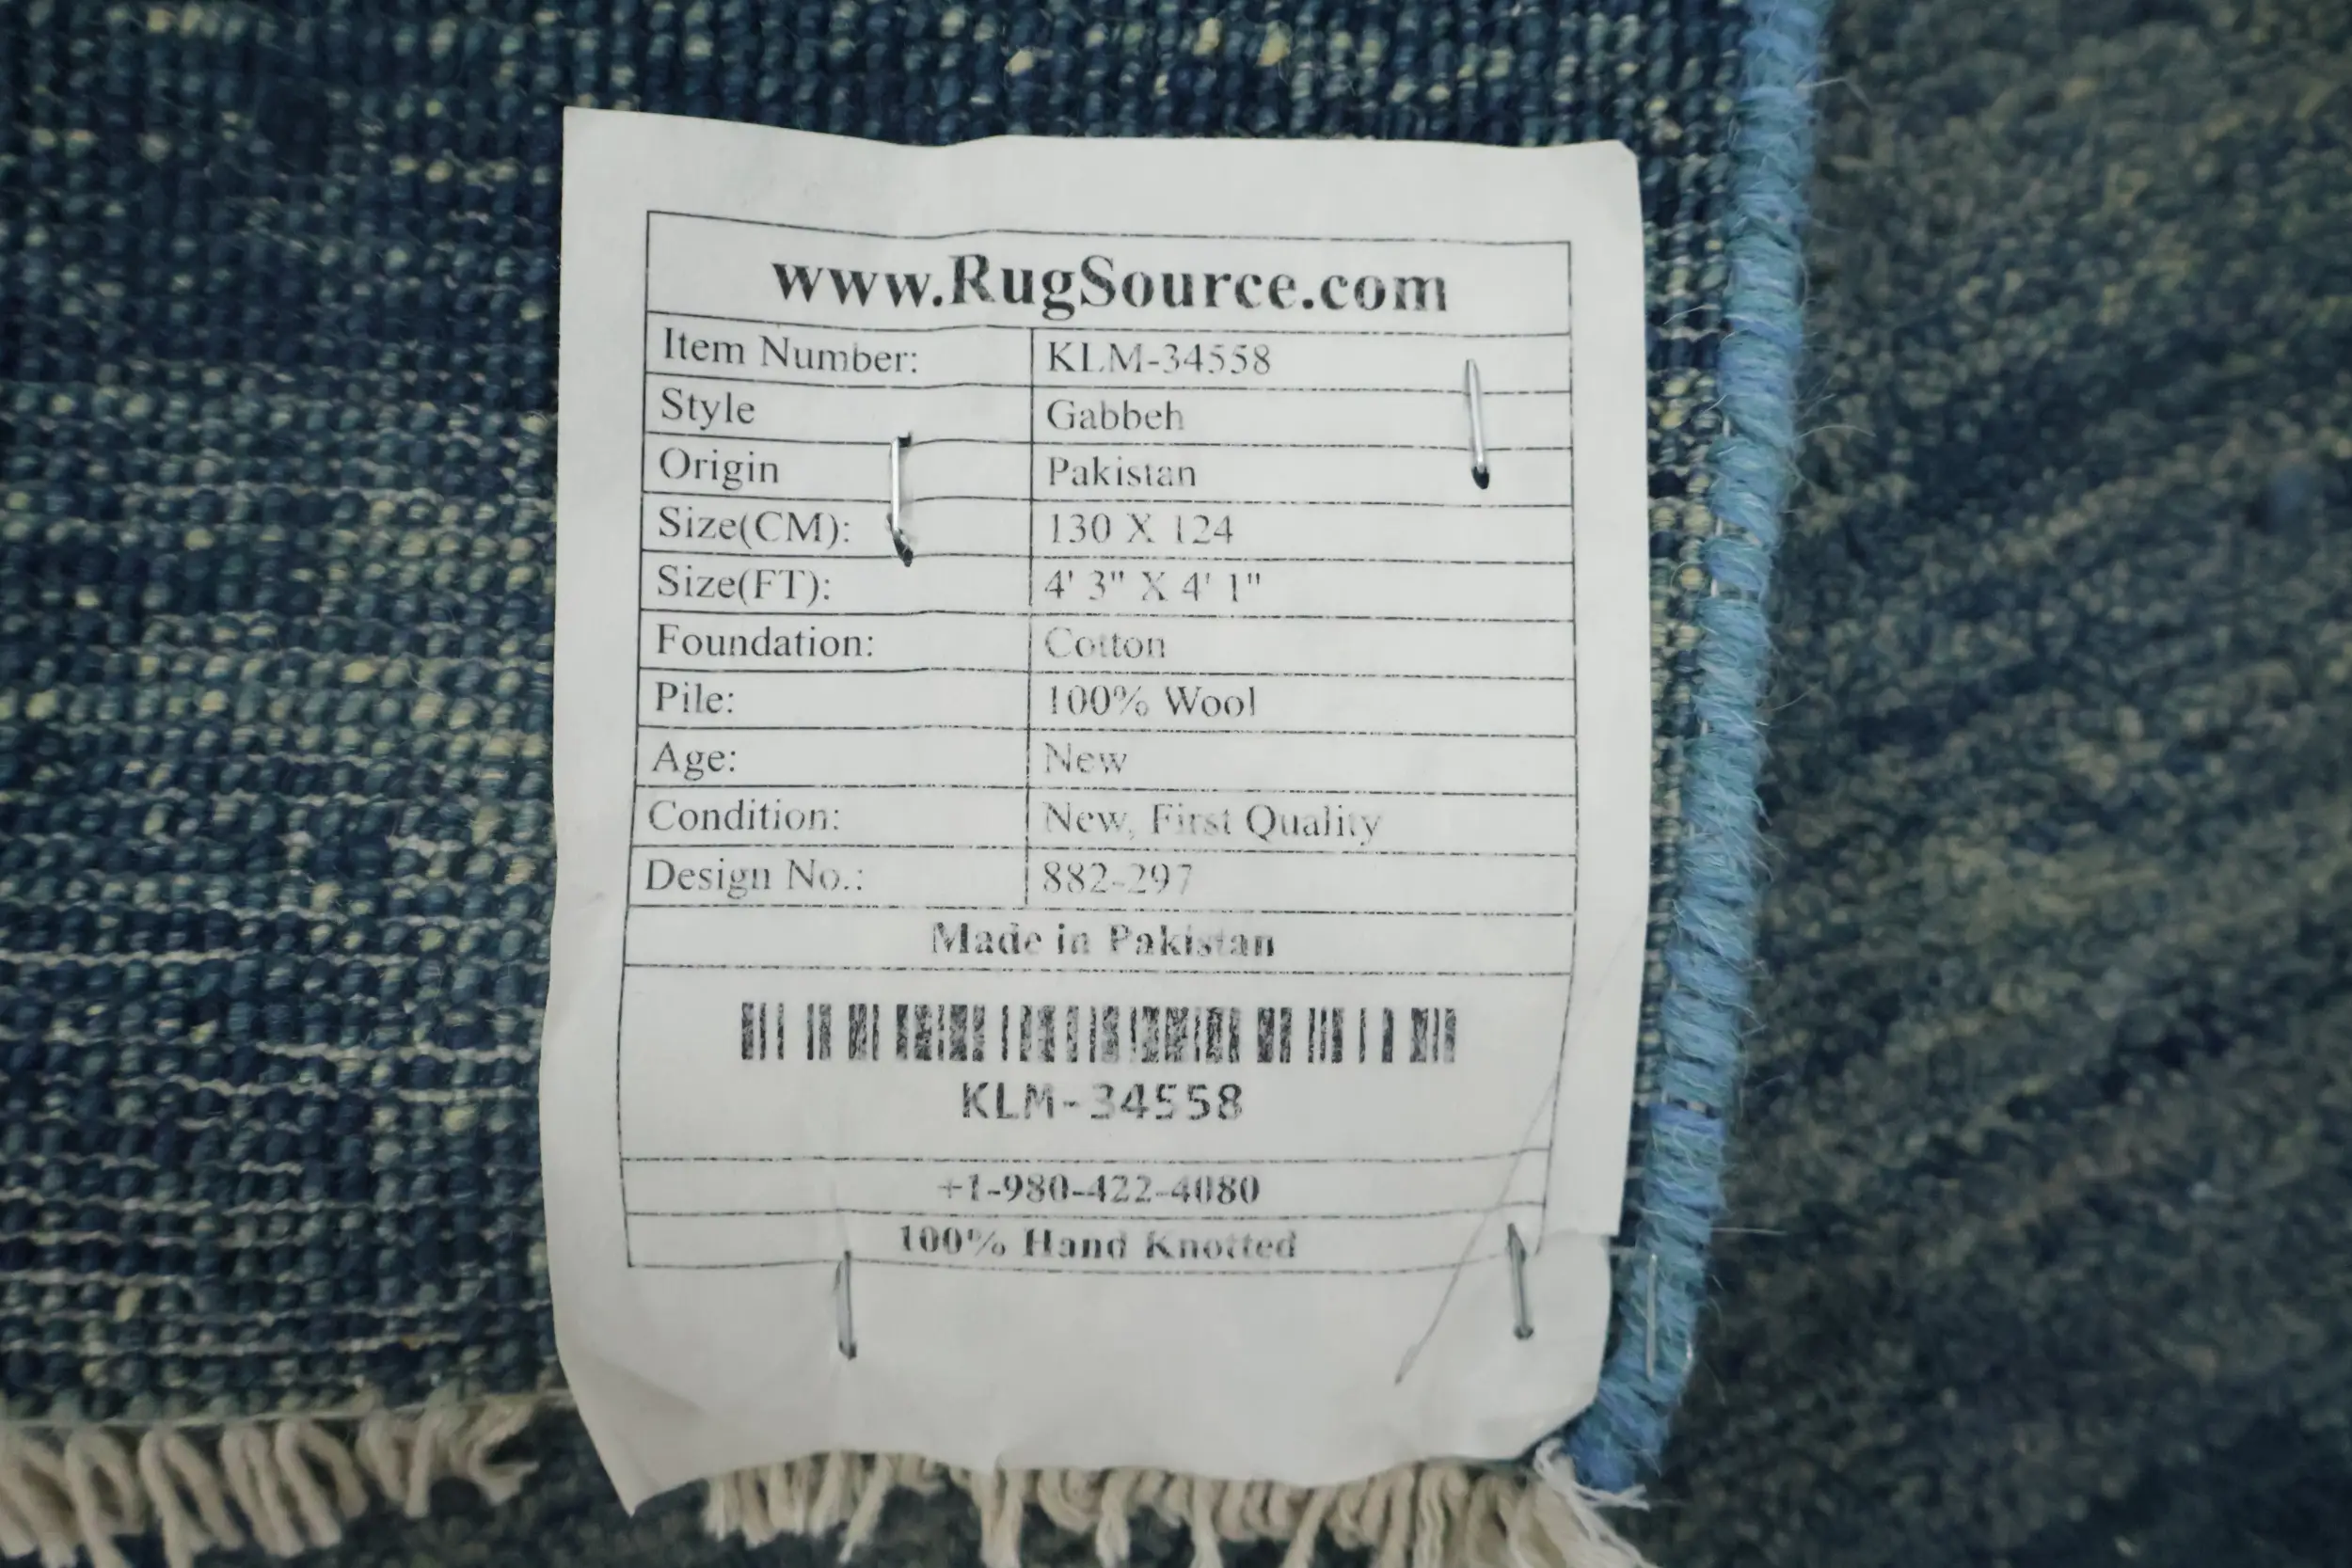 www.RugSource.com
Item Number: KLM-34558
Style Gabbeh
Origin Pakistan
Size(CM): 130 X 124
Size(FT): 4' 3" X 4' 1"
Foundation: Cotton
Pile: 100% Wool
Age: New
Condition: New, First Quality
Design No.: 882-297
Made in Pakistan
KLM-34558
+1-980-422-4080
100% Hand Knotted